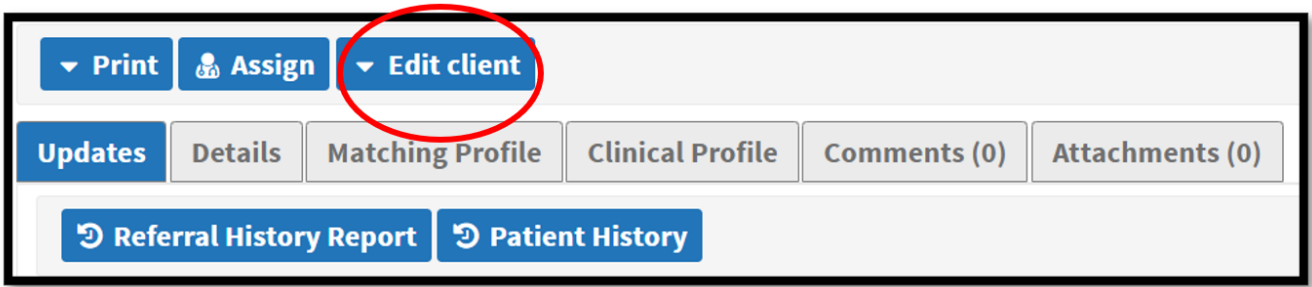 Print Assign Edit client
Updates Details Matching Profile Clinical Profile Comments (0) Attachments (0)
Referral History Report Patient History